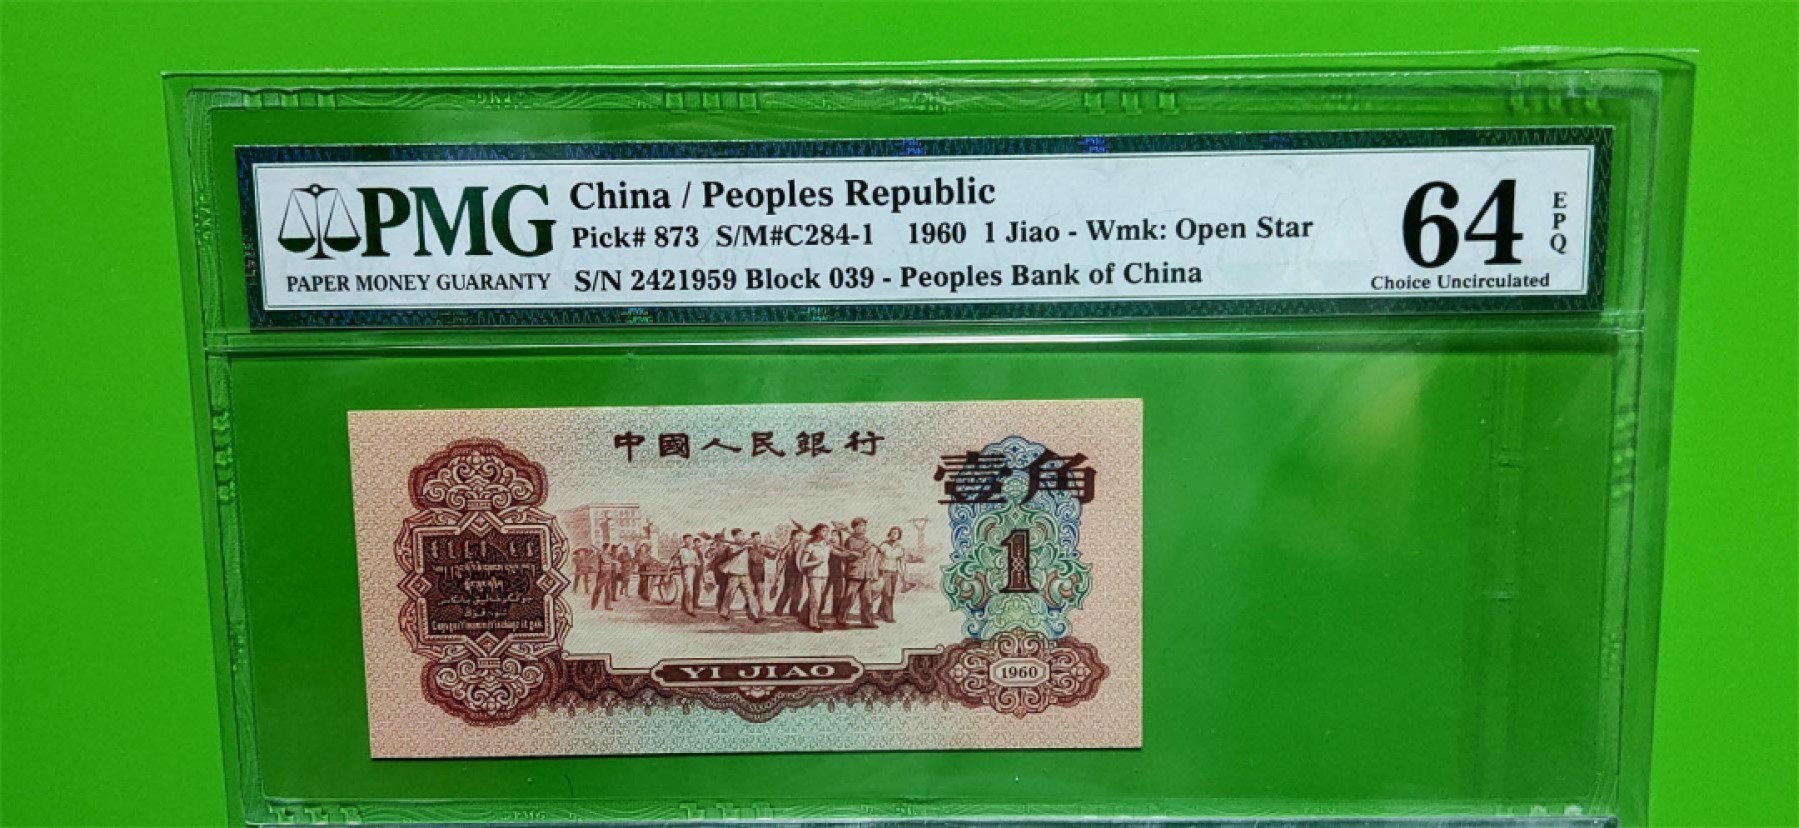 PMG
PAPER MONEY GUARANTY
China / Peoples Republic
Pick# 873 S/M#C284-1 1960 1 Jiao - Wmk: Open Star
S/N 2421959 Block 039 - Peoples Bank of China
64
EPQ
Choice Uncirculated
中國人民銀行
壹角
1
YI JIAO
1960